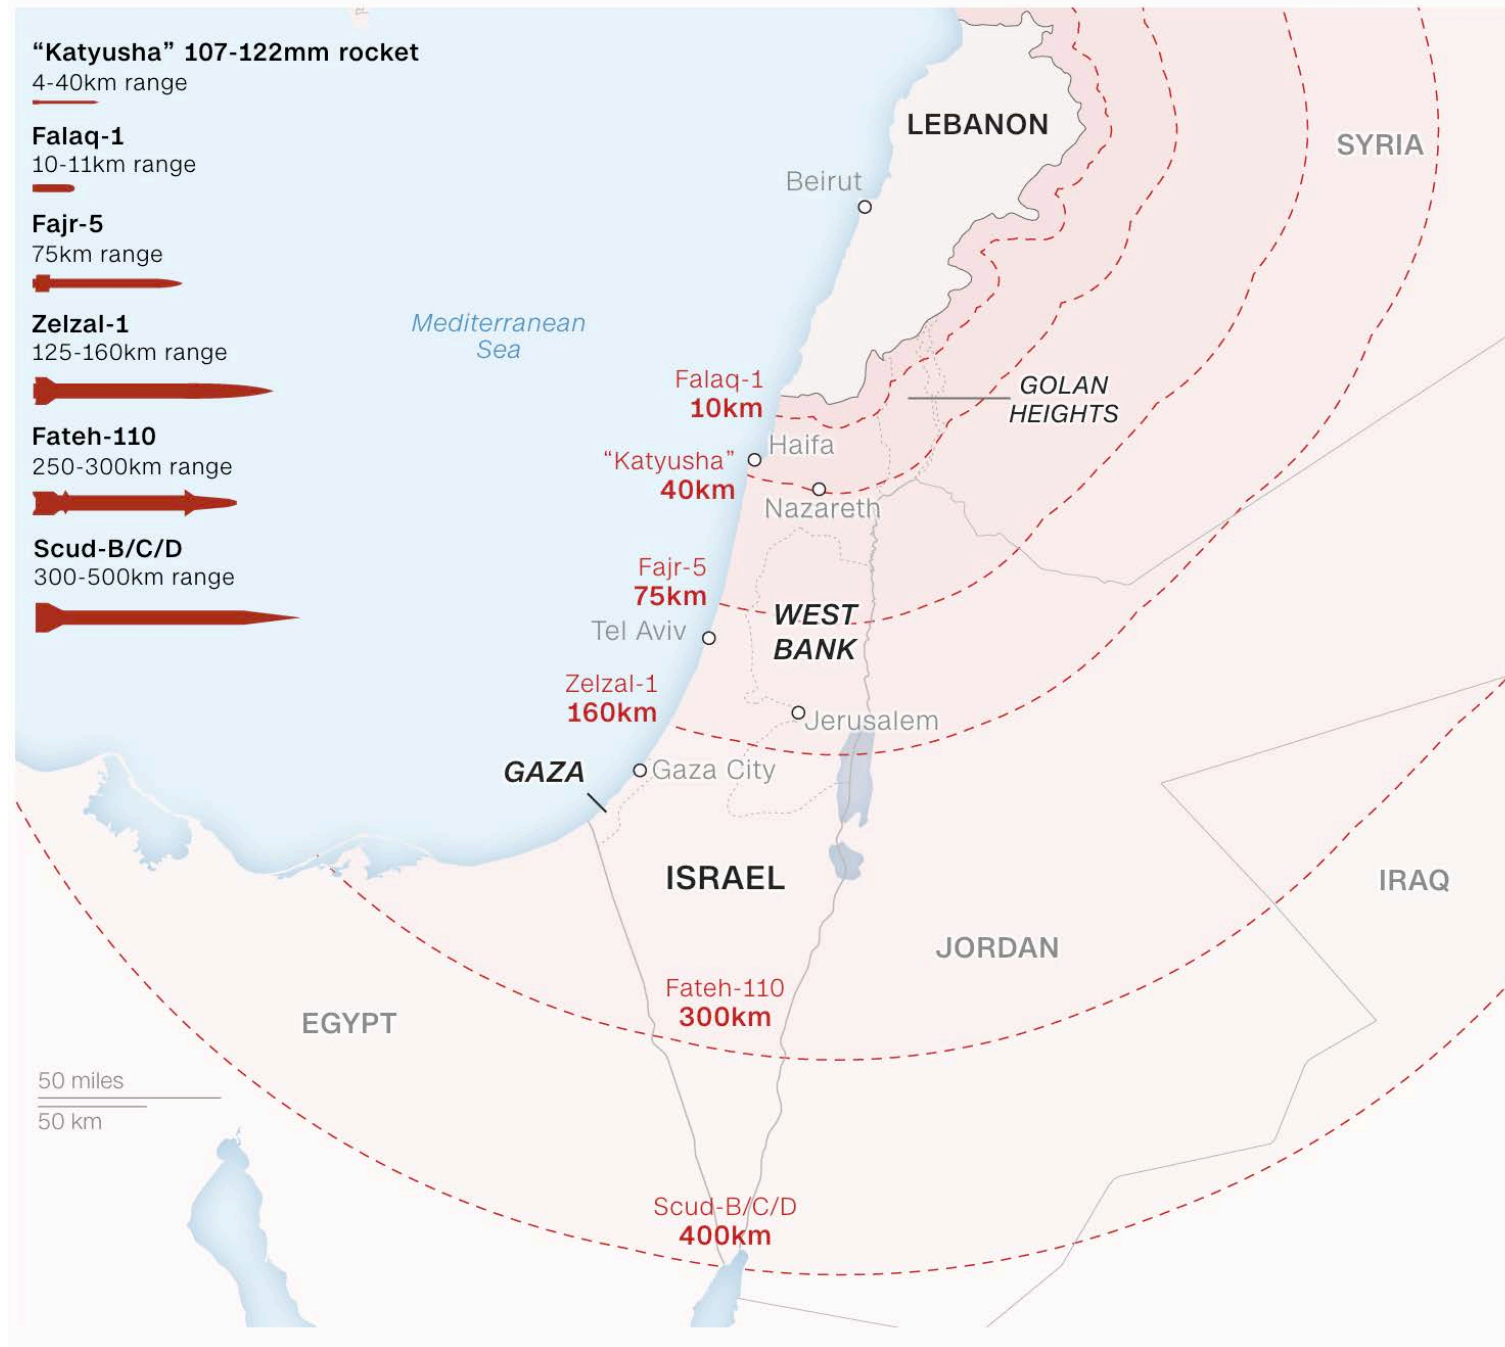 “Katyusha” 107-122mm rocket
4-40km range
Falaq-1
10-11km range
Fajr-5
75km range
Zelzal-1
125-160km range
Fateh-110
250-300km range
Scud-B/C/D
300-500km range
LEBANON
SYRIA
Beirut
Mediterranean
Sea
Falaq-1
10km
GOLAN
HEIGHTS
Haifa
“Katyusha”
40km
Nazareth
Fajr-5
75km
WEST
BANK
Tel Aviv
Zelzal-1
160km
Jerusalem
GAZA
Gaza City
ISRAEL
IRAQ
JORDAN
Fateh-110
300km
EGYPT
50 miles
50 km
Scud-B/C/D
400km